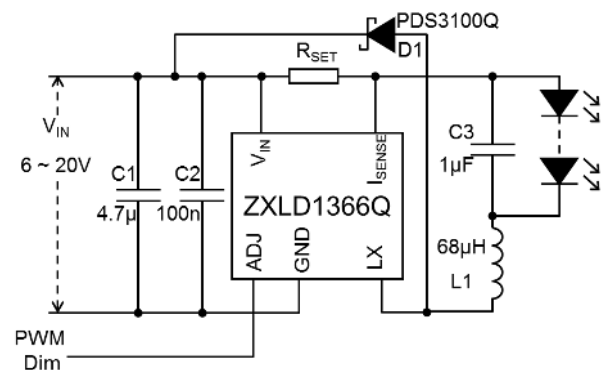 PDS3100Q
D1
R_SET
V_IN
6 ~ 20V
C1
4.7µ
C2
100n
V_IN
I_SENSE
ZXLD1366Q
ADJ
GND
LX
C3
1µF
68µH
L1
PWM
Dim